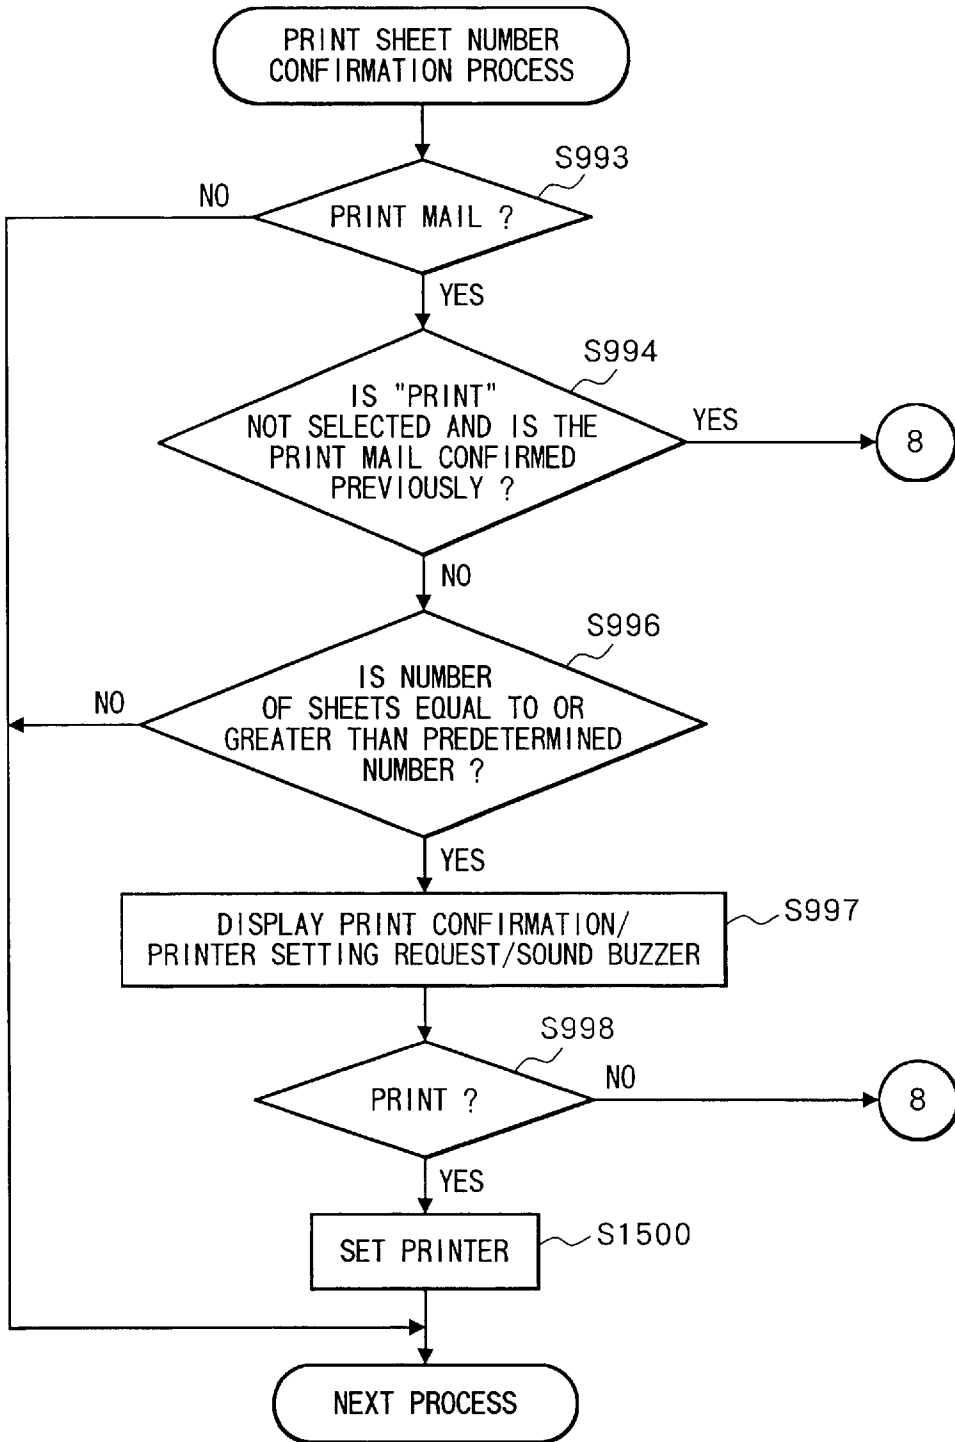 PRINT SHEET NUMBER
CONFIRMATION PROCESS
S993
NO
PRINT MAIL ?
YES
S994
IS "PRINT"
NOT SELECTED AND IS THE
PRINT MAIL CONFIRMED
PREVIOUSLY ?
YES
8
NO
S996
IS NUMBER
OF SHEETS EQUAL TO OR
GREATER THAN PREDETERMINED
NUMBER ?
NO
YES
DISPLAY PRINT CONFIRMATION/
PRINTER SETTING REQUEST/SOUND BUZZER
S997
S998
PRINT ?
NO
8
YES
SET PRINTER
S1500
NEXT PROCESS